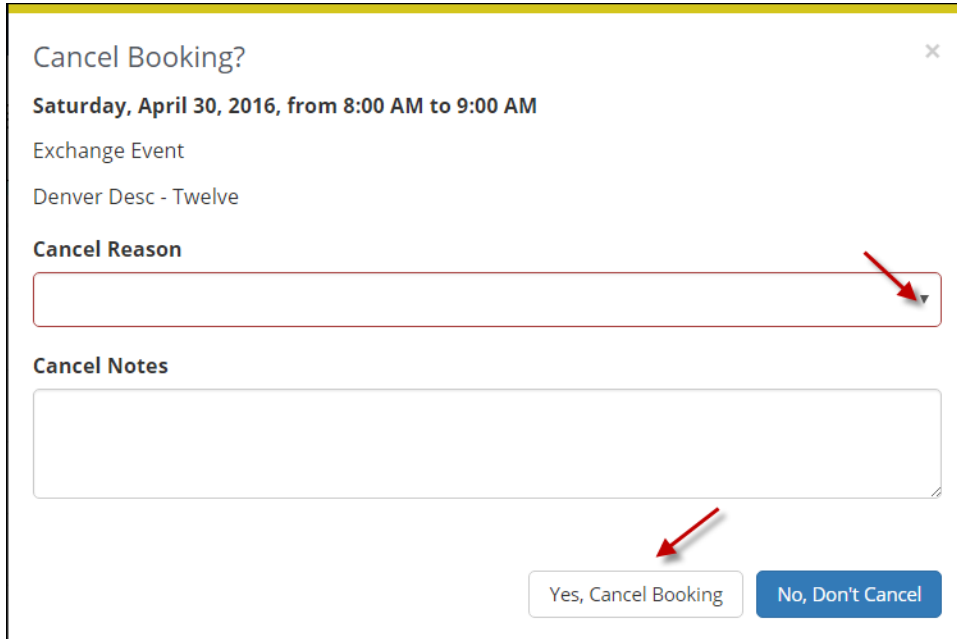 Cancel Booking?
Saturday, April 30, 2016, from 8:00 AM to 9:00 AM
Exchange Event
Denver Desc - Twelve
Cancel Reason
Cancel Notes
Yes, Cancel Booking
No, Don't Cancel